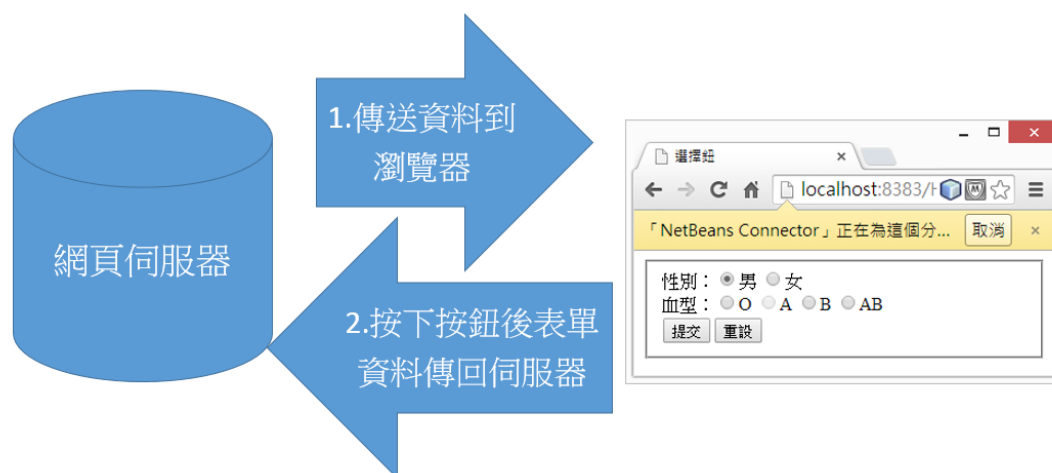 網頁伺服器
1.傳送資料到
瀏覽器
2.按下按鈕後表單
資料傳回伺服器
選擇鈕
localhost:8383/H
「NetBeans Connector」正在為這個分... 取消
性別： 男 女
血型： O A B AB
提交 重設